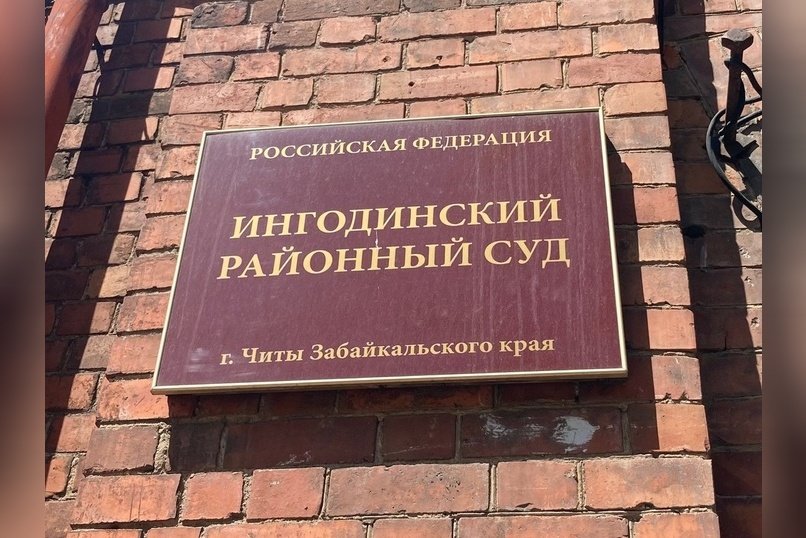 РОССИЙСКАЯ ФЕДЕРАЦИЯ
ИНГОДИНСКИЙ
РАЙОННЫЙ СУД
г. Читы Забайкальского края